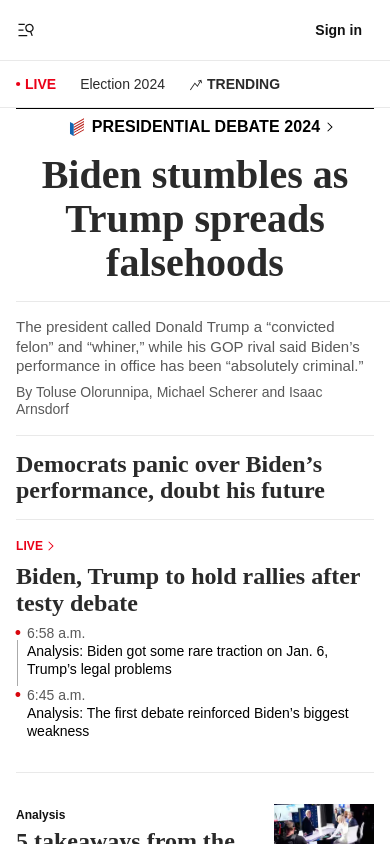 Sign in
LIVE
Election 2024
TRENDING
PRESIDENTIAL DEBATE 2024
Biden stumbles as
Trump spreads
falsehoods
The president called Donald Trump a “convicted
felon” and “whiner,” while his GOP rival said Biden’s
performance in office has been “absolutely criminal.”
By Toluse Olorunnipa, Michael Scherer and Isaac
Arnsdorf
Democrats panic over Biden’s
performance, doubt his future
LIVE
Biden, Trump to hold rallies after
testy debate
6:58 a.m.
Analysis: Biden got some rare traction on Jan. 6,
Trump’s legal problems
6:45 a.m.
Analysis: The first debate reinforced Biden’s biggest
weakness
Analysis
5 takeaways from the